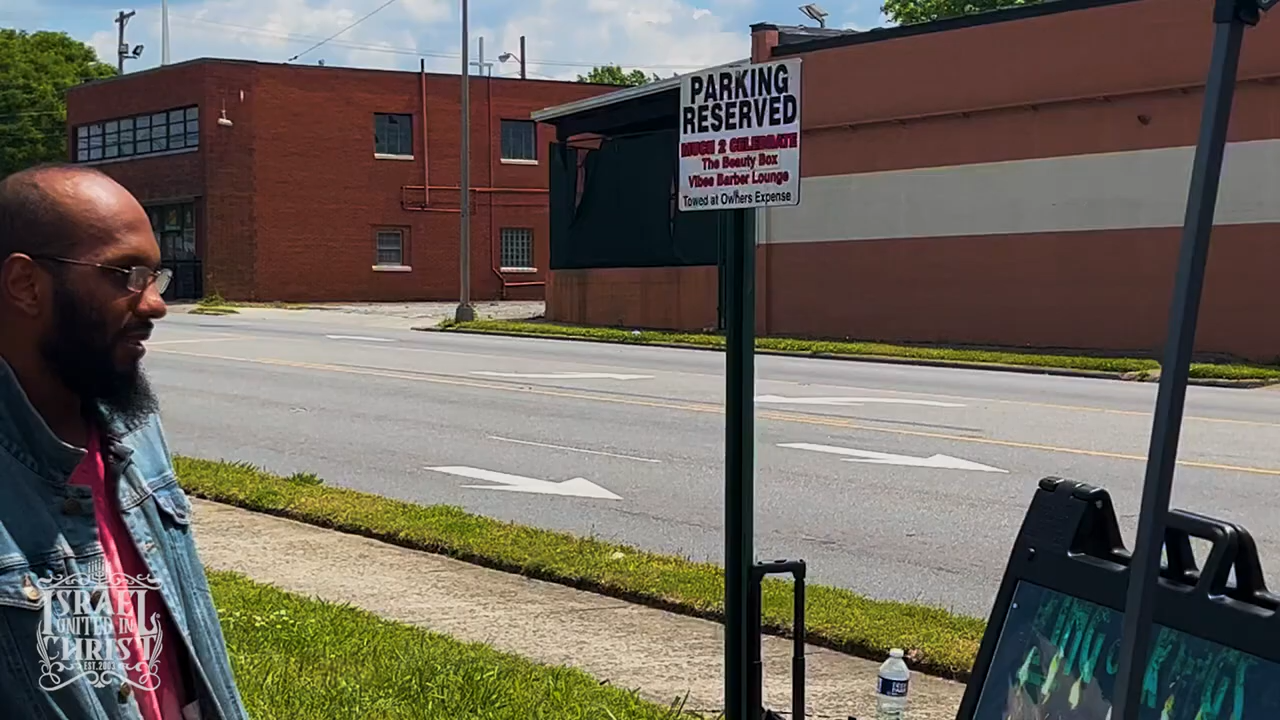 PARKING
RESERVED
MUCH 2 CELEBRATE
The Beauty Box
Vibes Barber Lounge
Towed at Owners Expense
ISRAEL
UNITED IN
CHRIST
EST. 2003